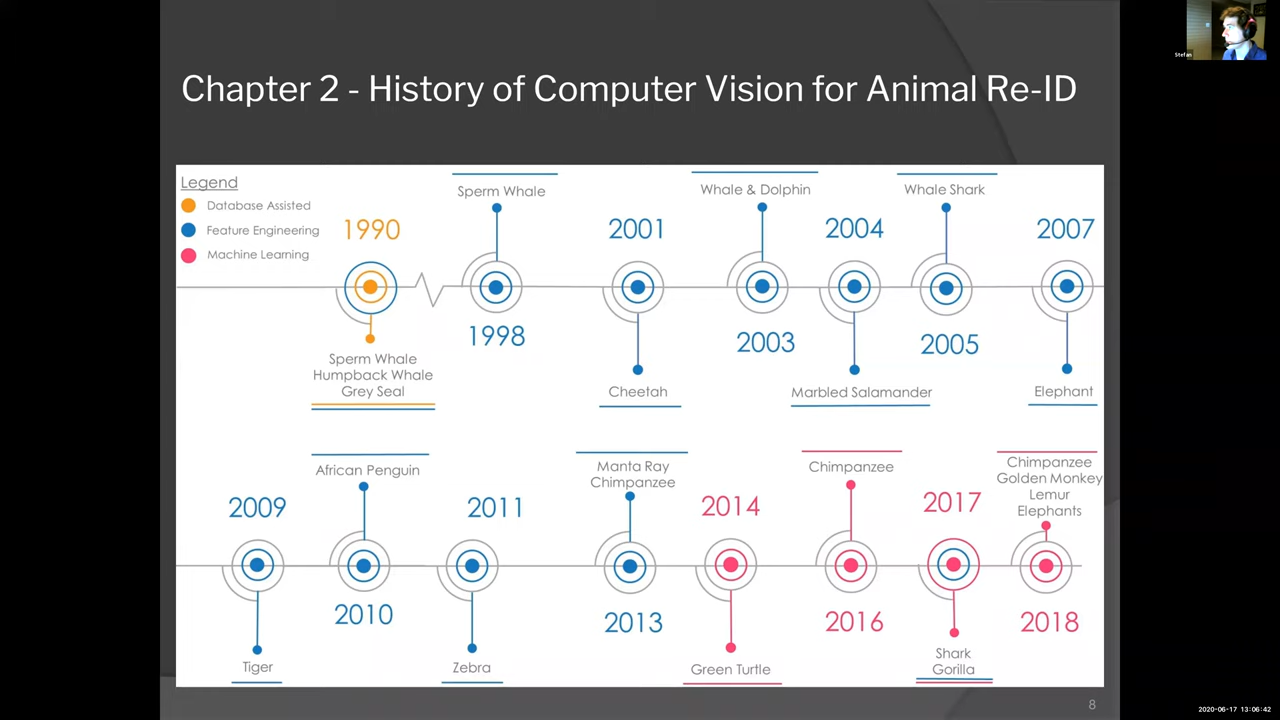 Stefan
Chapter 2 - History of Computer Vision for Animal Re-ID
Legend
Database Assisted
Feature Engineering
Machine Learning
1990
Sperm Whale
Humpback Whale
Grey Seal
Sperm Whale
1998
2001
Cheetah
Whale & Dolphin
2003
2004
Marbled Salamander
Whale Shark
2005
2007
Elephant
2009
Tiger
African Penguin
2010
2011
Zebra
Manta Ray
Chimpanzee
2013
2014
Green Turtle
Chimpanzee
2016
2017
Shark
Gorilla
Chimpanzee
Golden Monkey
Lemur
Elephants
2018
8
2020-06-17 13:06:42